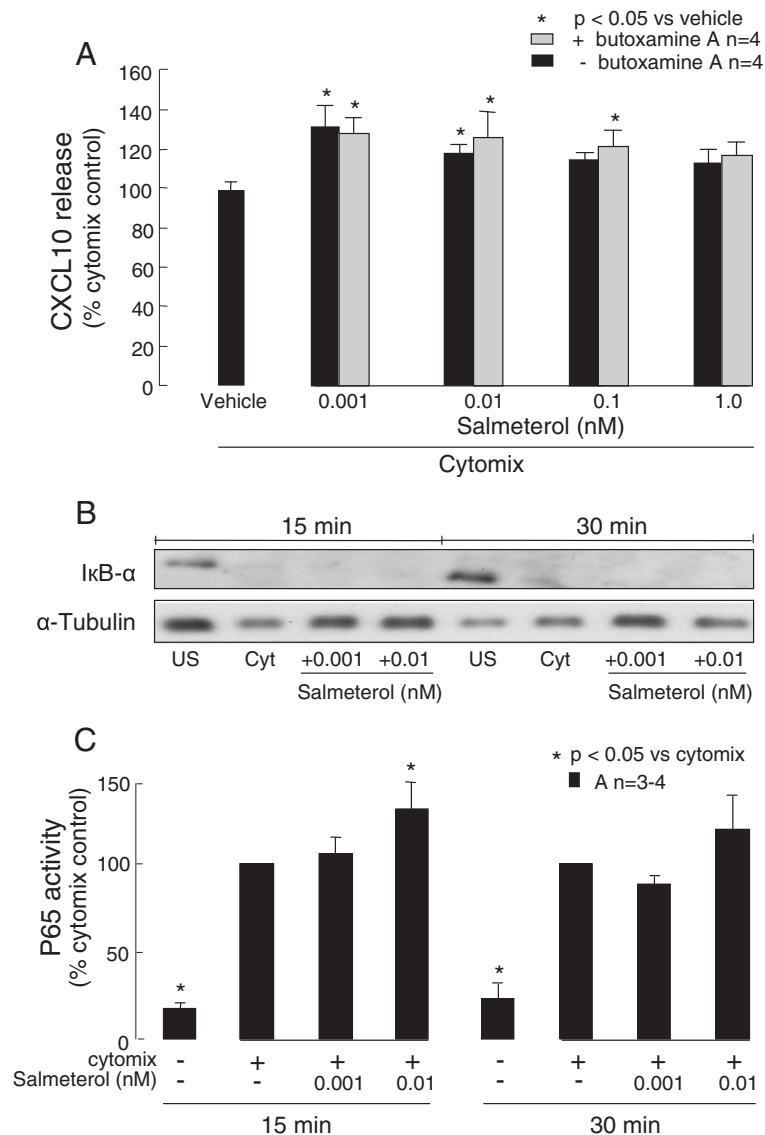 * p < 0.05 vs vehicle
+ butoxamine A n=4
- butoxamine A n=4
A
CXCL10 release
(% cytomix control)
160
140
120
100
80
60
40
20
0
* * * * *
Vehicle 0.001 0.01 0.1 1.0
Salmeterol (nM)
Cytomix
B
15 min 30 min
IκB-α
α-Tubulin
US Cyt +0.001 +0.01 US Cyt +0.001 +0.01
Salmeterol (nM) Salmeterol (nM)
C
* p < 0.05 vs cytomix
A n=3-4
P65 activity
(% cytomix control)
150
100
50
0
* * *
cytomix - + + + - + + +
Salmeterol (nM) - - 0.001 0.01 - - 0.001 0.01
15 min 30 min